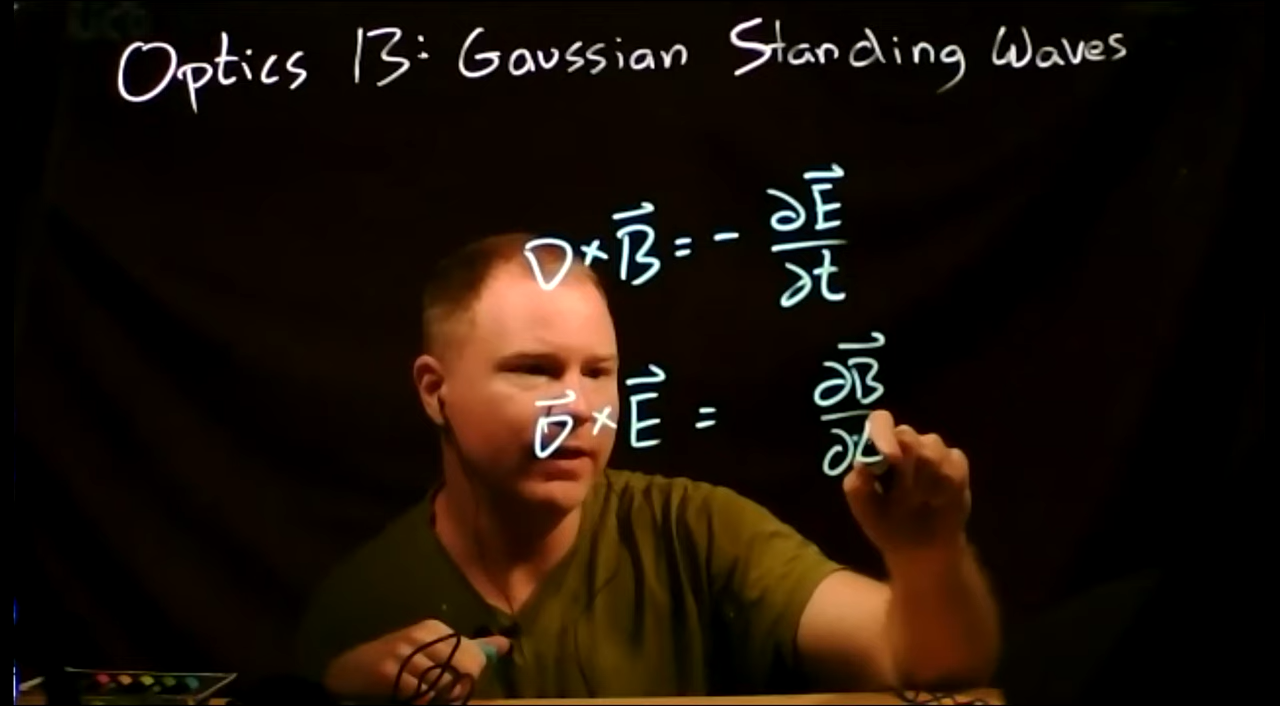 Optics 13: Gaussian Standing Waves
∇×B⃗ = - ∂E⃗/∂t
∇⃗×E⃗ = ∂B⃗/∂t